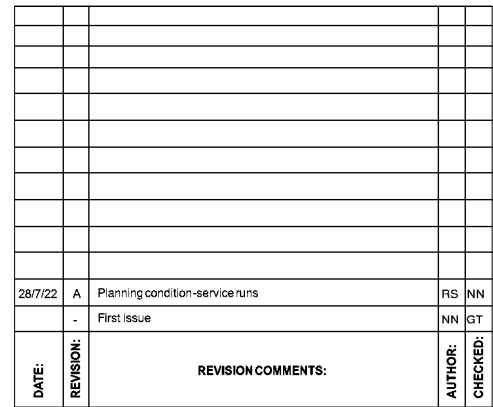 28/7/22 A Planning condition-service runs RS NN
- First issue NN GT
DATE: REVISION: REVISION COMMENTS: AUTHOR: CHECKED: